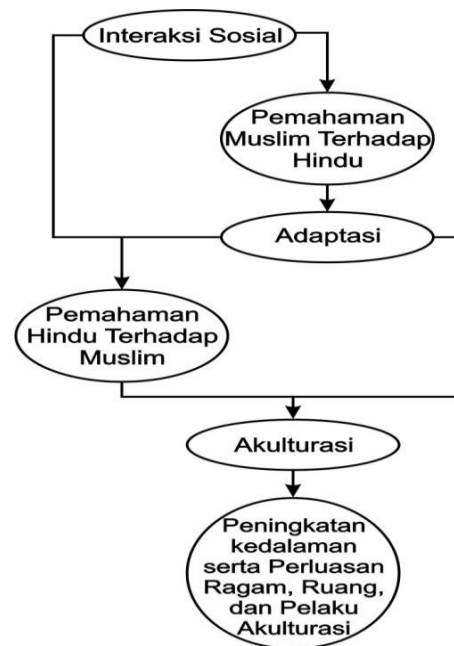 Interaksi Sosial
Pemahaman
Muslim Terhadap
Hindu
Adaptasi
Pemahaman
Hindu Terhadap
Muslim
Akulturasi
Peningkatan
kedalaman
serta Perluasan
Ragam, Ruang,
dan Pelaku
Akulturasi